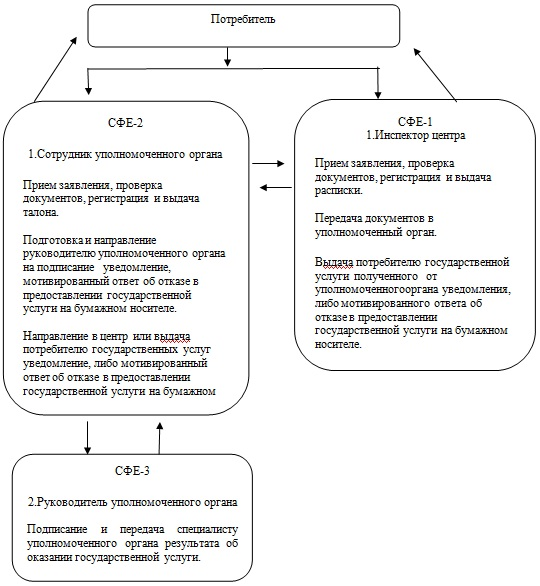 Потребитель
СФЕ-2
1.Сотрудник уполномоченного органа
Прием заявления, проверка
документов, регистрация и выдача
талона.
Подготовка и направление
руководителю уполномоченного органа
на подписание уведомление,
мотивированный ответ об отказе в
предоставлении государственной
услуги на бумажном носителе.
Направление в центр или выдача
потребителю государственных услуг
уведомление, либо мотивированный
ответ об отказе в предоставлении
государственной услуги на бумажном
СФЕ-1
1.Инспектор центра
Прием заявления, проверка
документов, регистрация и выдача
расписки.
Передача документов в
уполномоченный орган.
Выдача потребителю государственной
услуги полученного от
уполномоченногооргана уведомления,
либо мотивированного ответа об
отказе в предоставлении
государственной услуги на бумажном
носителе.
СФЕ-3
2.Руководитель уполномоченного органа
Подписание и передача специалисту
уполномоченного органа результата об
оказании государственной услуги.